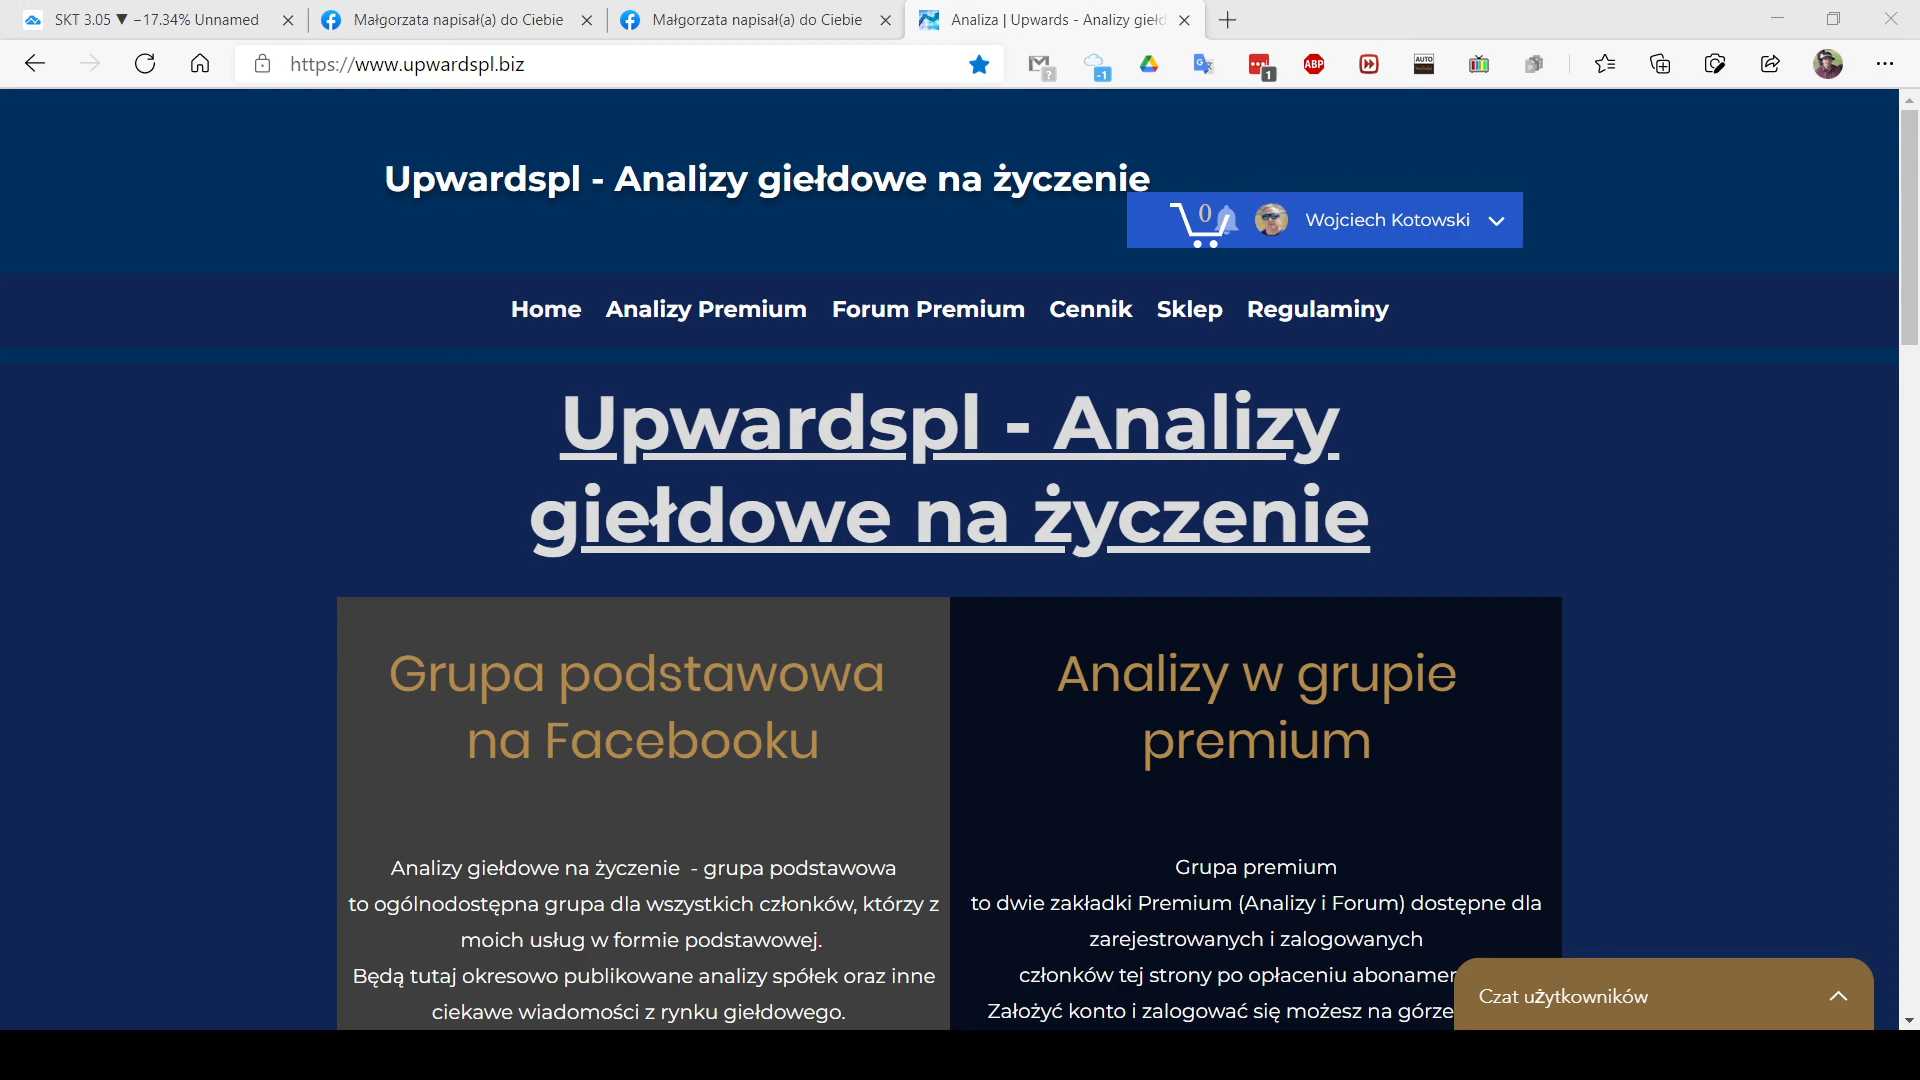 SKT 3.05 ▼ −17.34% Unnamed
Małgorzata napisał(a) do Ciebie
Małgorzata napisał(a) do Ciebie
Analiza | Upwards - Analizy giełd
https://www.upwardspl.biz
?
-1
1
ABP
AUTO
Upwardspl - Analizy giełdowe na życzenie
0
Wojciech Kotowski
Home Analizy Premium Forum Premium Cennik Sklep Regulaminy
Upwardspl - Analizy
giełdowe na życzenie
Grupa podstawowa
na Facebooku
Analizy giełdowe na życzenie - grupa podstawowa
to ogólnodostępna grupa dla wszystkich członków, którzy z
moich usług w formie podstawowej.
Będą tutaj okresowo publikowane analizy spółek oraz inne
ciekawe wiadomości z rynku giełdowego.
Analizy w grupie
premium
Grupa premium
to dwie zakładki Premium (Analizy i Forum) dostępne dla
zarejestrowanych i zalogowanych
członków tej strony po opłaceniu abonamen
Założyć konto i zalogować się możesz na górze
Czat użytkowników